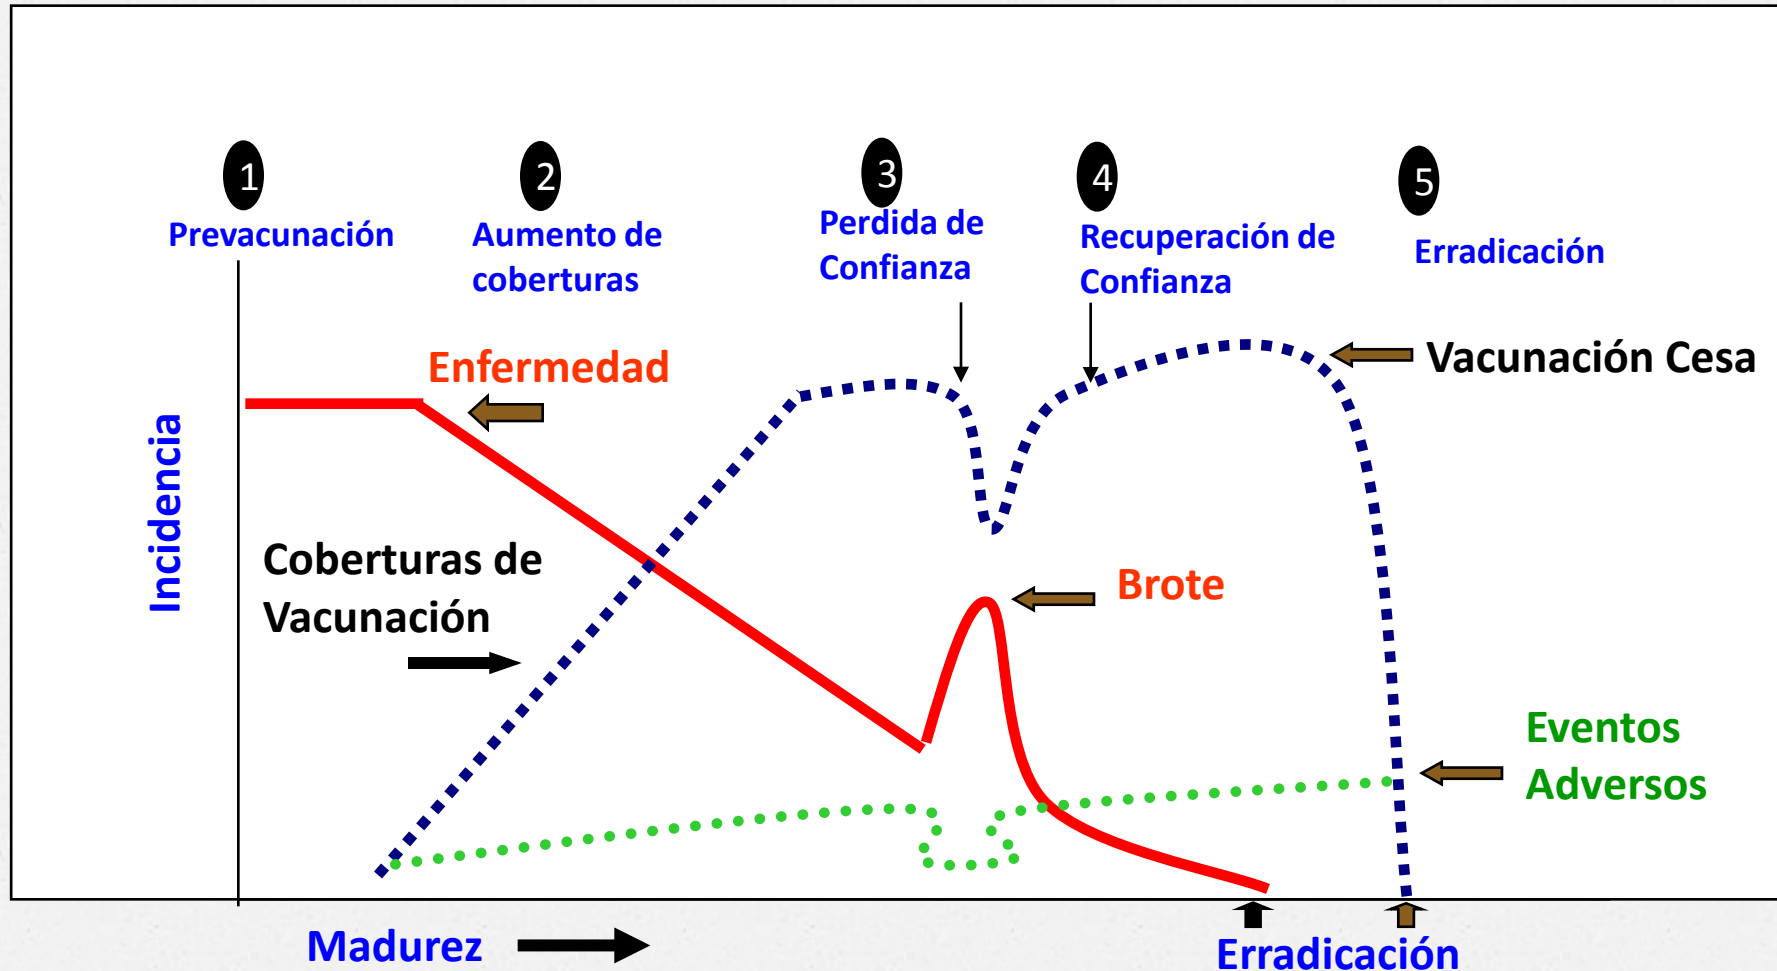 1
2
3
4
5
Prevacunación
Aumento de
coberturas
Perdida de
Confianza
Recuperación de
Confianza
Erradicación
Enfermedad
Vacunación Cesa
Incidencia
Coberturas de
Vacunación
Brote
Eventos
Adversos
Madurez
Erradicación